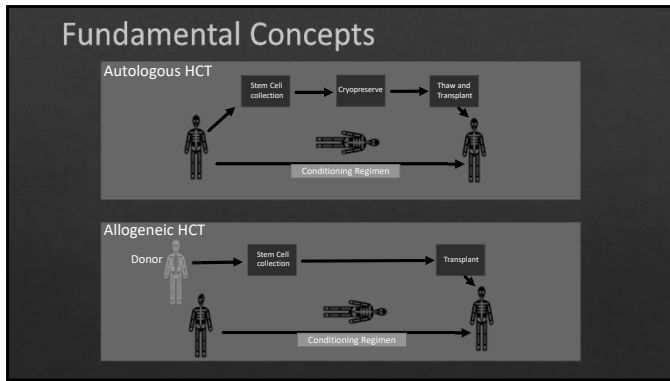 Fundamental Concepts
Autologous HCT
Stem Cell
collection
Cryopreserve
Thaw and
Transplant
Conditioning Regimen
Allogeneic HCT
Donor
Stem Cell
collection
Transplant
Conditioning Regimen